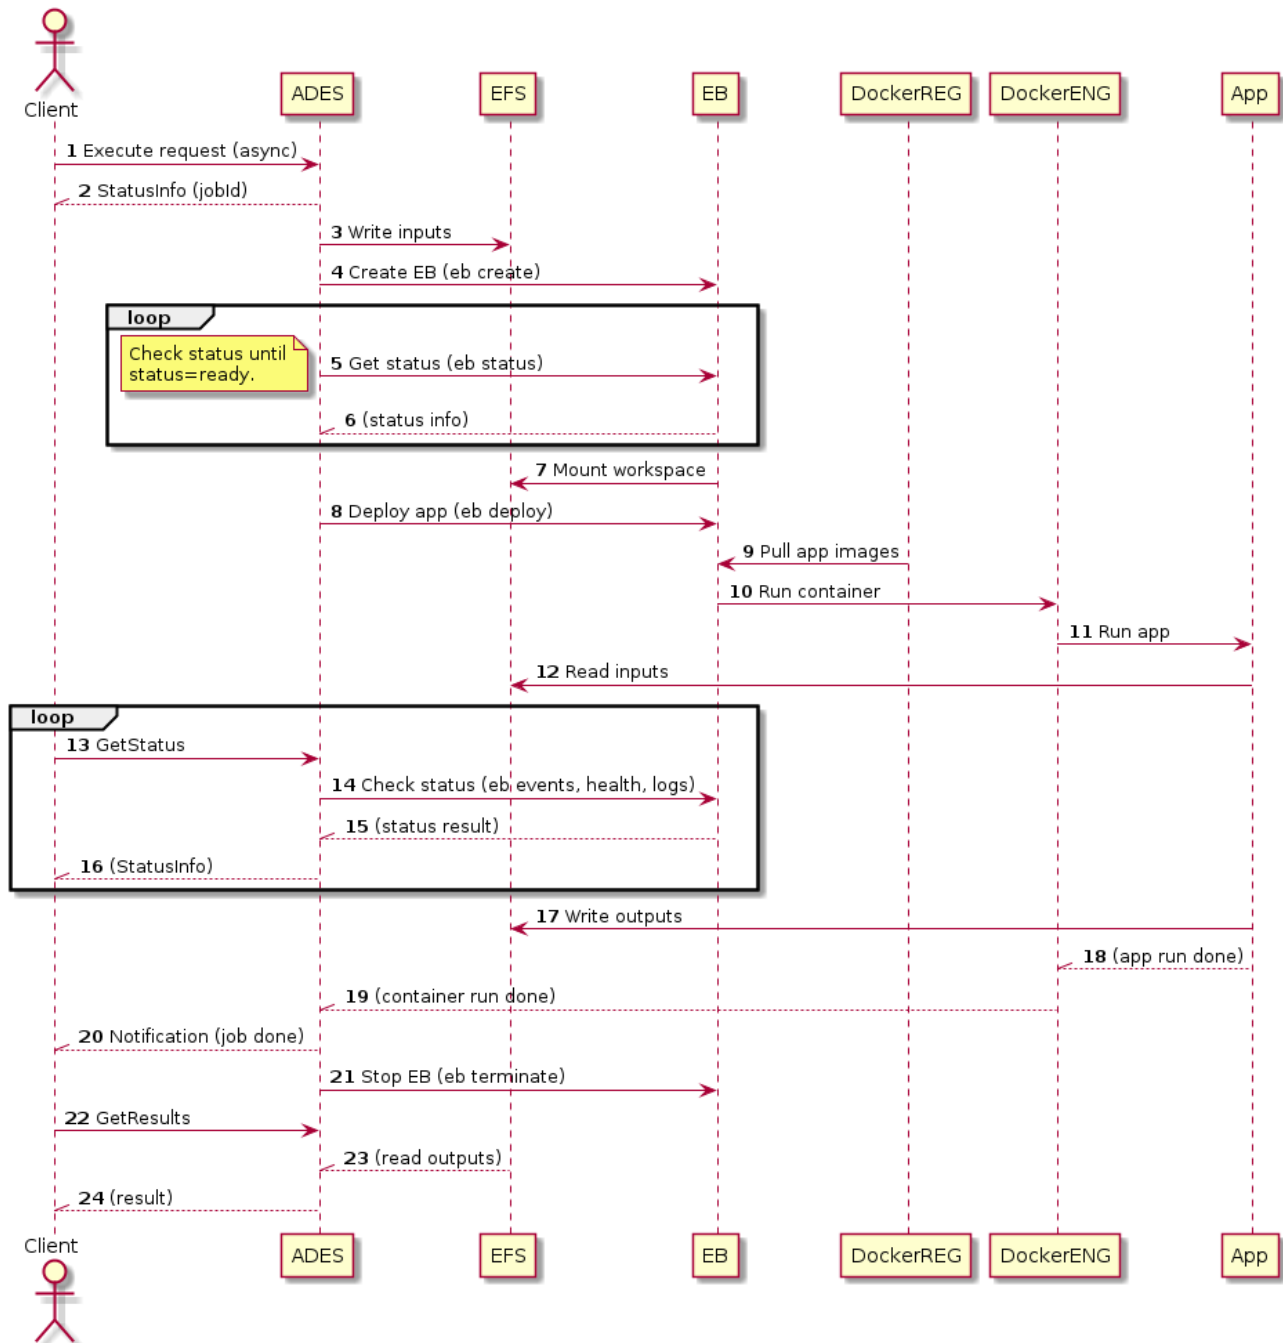 Client
ADES
EFS
EB
DockerREG
DockerENG
App
1 Execute request (async)
2 StatusInfo (jobId)
3 Write inputs
4 Create EB (eb create)
loop
Check status until
status=ready.
5 Get status (eb status)
6 (status info)
7 Mount workspace
8 Deploy app (eb deploy)
9 Pull app images
10 Run container
11 Run app
12 Read inputs
loop
13 GetStatus
14 Check status (eb events, health, logs)
15 (status result)
16 (StatusInfo)
17 Write outputs
18 (app run done)
19 (container run done)
20 Notification (job done)
21 Stop EB (eb terminate)
22 GetResults
23 (read outputs)
24 (result)
Client
ADES
EFS
EB
DockerREG
DockerENG
App